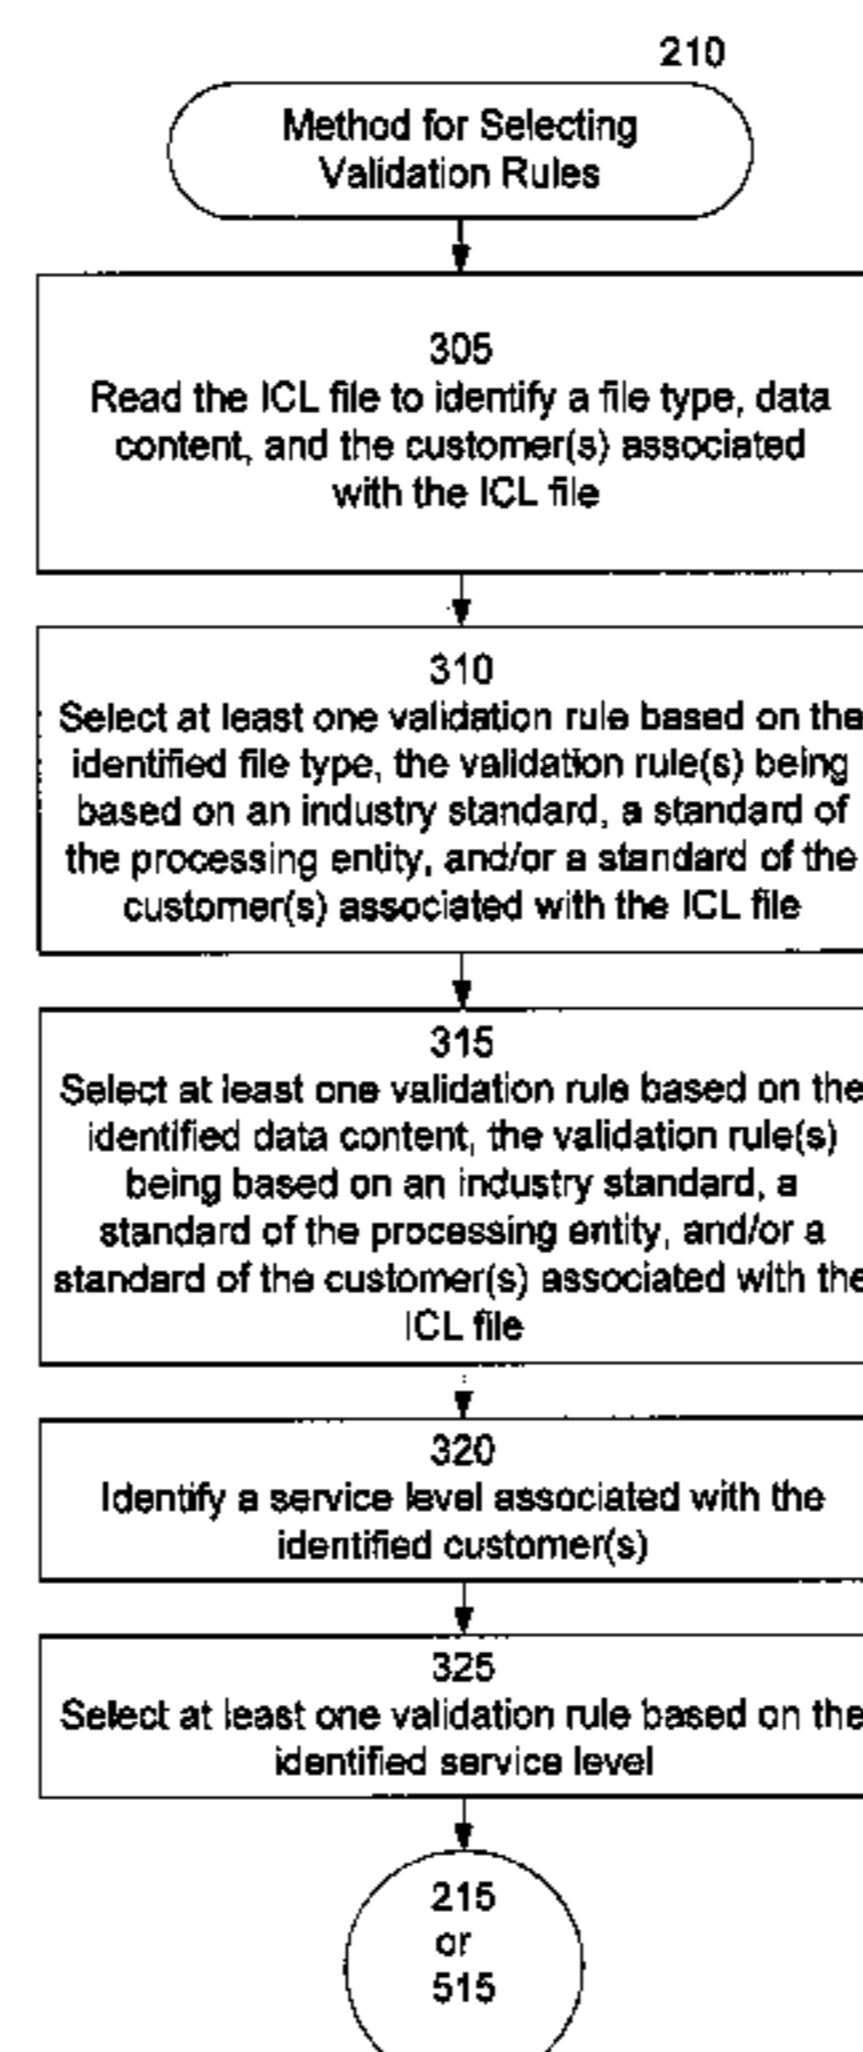 210
Method for Selecting
Validation Rules
305
Read the ICL file to identify a file type, data
content, and the customer(s) associated
with the ICL file
310
Select at least one validation rule based on the
identified file type, the validation rule(s) being
based on an industry standard, a standard of
the processing entity, and/or a standard of the
customer(s) associated with the ICL file
315
Select at least one validation rule based on the
identified data content, the validation rule(s)
being based on an industry standard, a
standard of the processing entity, and/or a
standard of the customer(s) associated with the
ICL file
320
Identify a service level associated with the
identified customer(s)
325
Select at least one validation rule based on the
identified service level
215
or
515